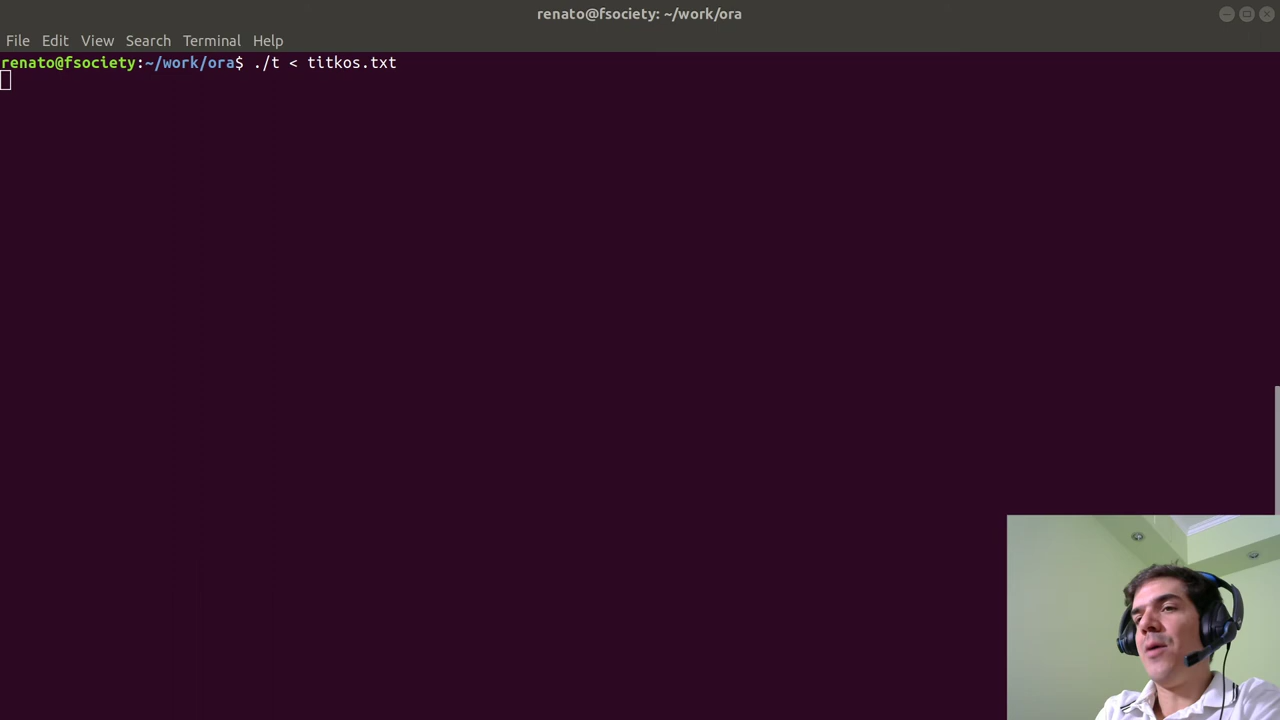 renato@fsociety: ~/work/ora
File Edit View Search Terminal Help
renato@fsociety:~/work/ora$ ./t < titkos.txt